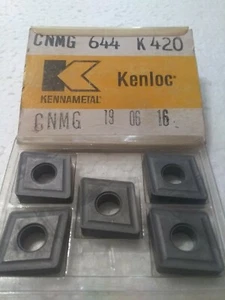 CNMG 644 K420
Kenloc
KENNAMETAL
CNMG 19 06 16